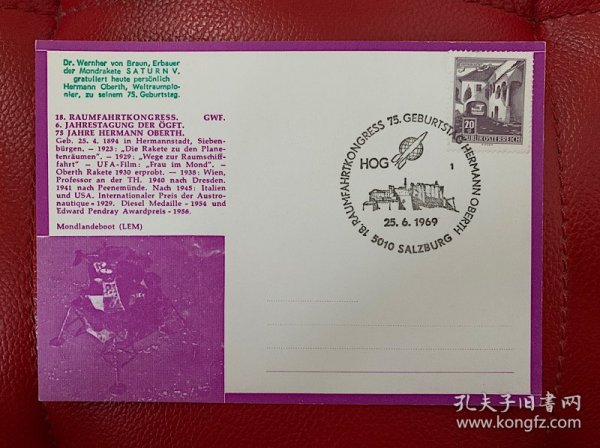 Dr. Wernher von Braun, Erbauer
der Mondrakete SATURN V,
gratuliert heute persönlich
Hermann Oberth, Weltraumpio-
nier, zu seinem 75. Geburtstag.
18. RAUMFAHRTKONGRESS. GWF.
6. JAHRESTAGUNG DER ÖGFT.
75 JAHRE HERMANN OBERTH.
Geb. 25. 4. 1894 in Hermannstadt, Sieben-
bürgen. — 1923: „Die Rakete zu den Plane-
tenräumen". — 1929: „Wege zur Raumschiff-
fahrt" — UFA-Film: „Frau im Mond". —
Oberth Rakete 1930 erprobt. — 1938: Wien,
Professor an der TH, 1940 nach Dresden,
1941 nach Peenemünde. Nach 1945: Italien
und USA. Internationaler Preis der Austro-
nautique - 1929. Diesel Medaille - 1954 und
Edward Pendray Awardpreis - 1956.
Mondlandeboot (LEM)
20
REPUBLIK ÖSTERREICH
18. RAUMFAHRTKONGRESS 75. GEBURTSTAG HERMANN OBERTH
HOG
1
25. 6. 1969
5010 SALZBURG
孔夫子旧书网
www.kongfz.com